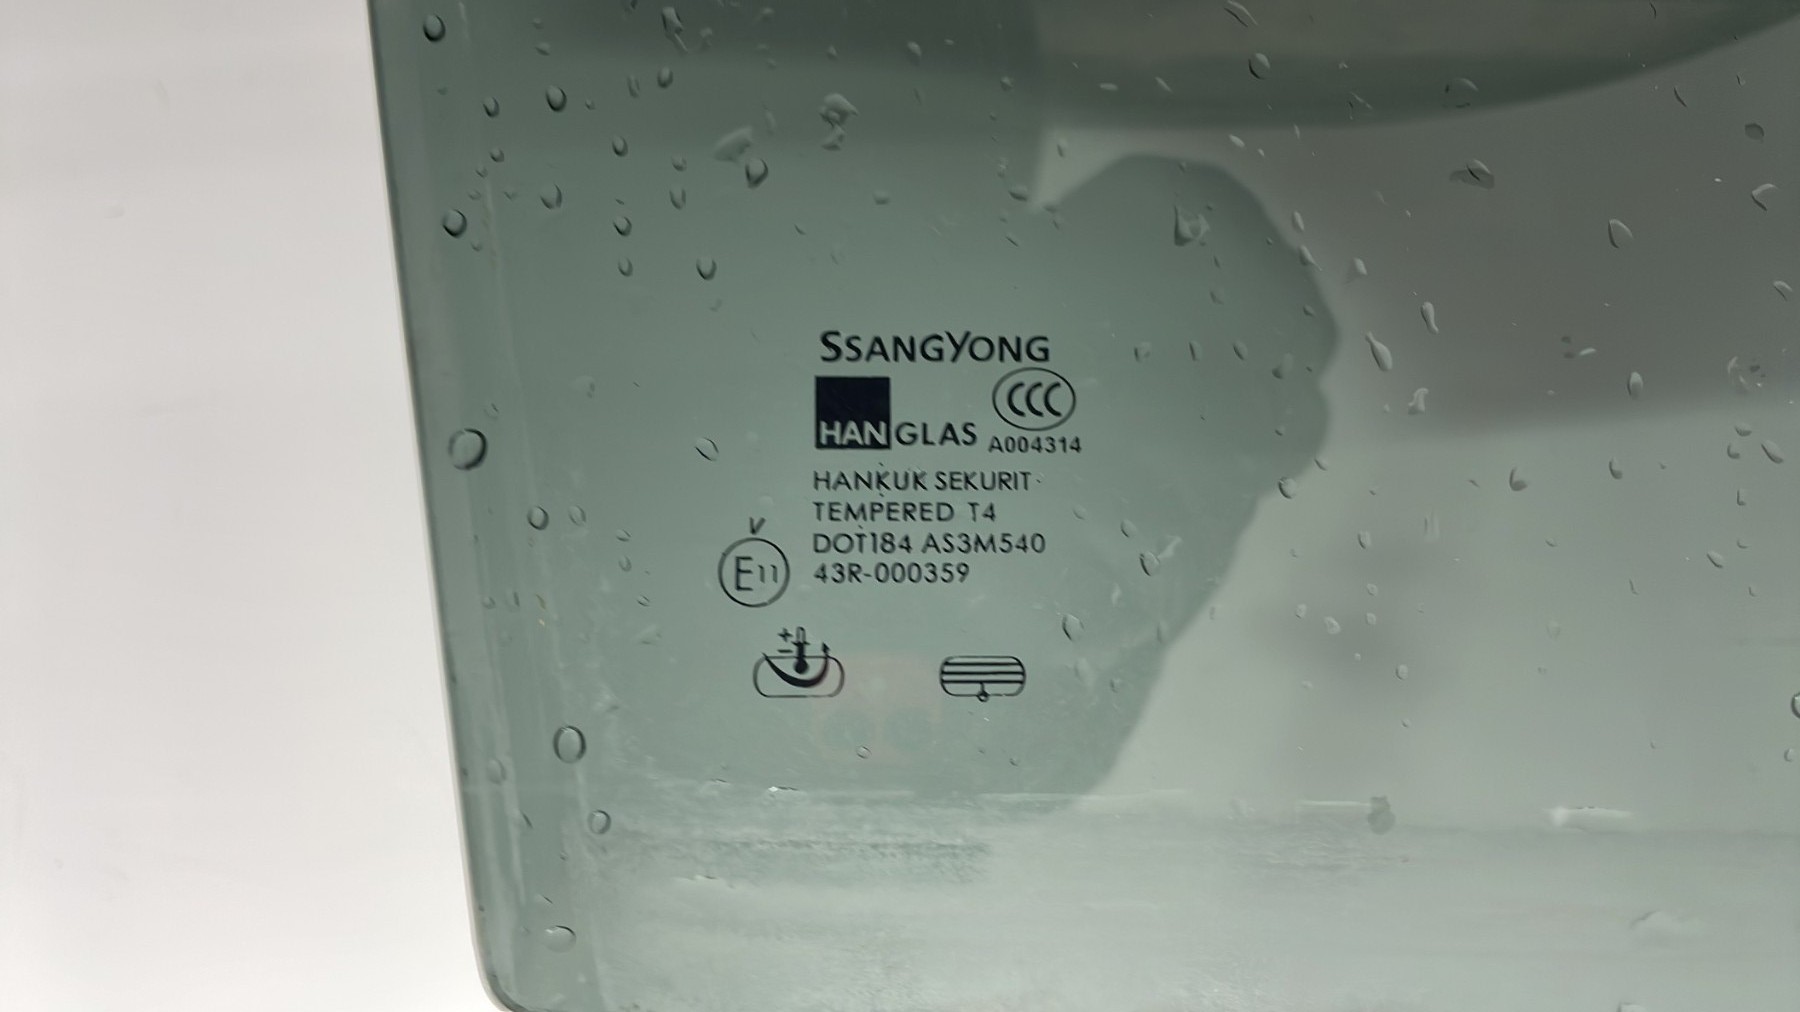 SSANGYONG
HANGLAS
CCC
A004314
HANKUK SEKURIT
TEMPERED T4
DOT184 AS3M540
43R-000359
V
E11